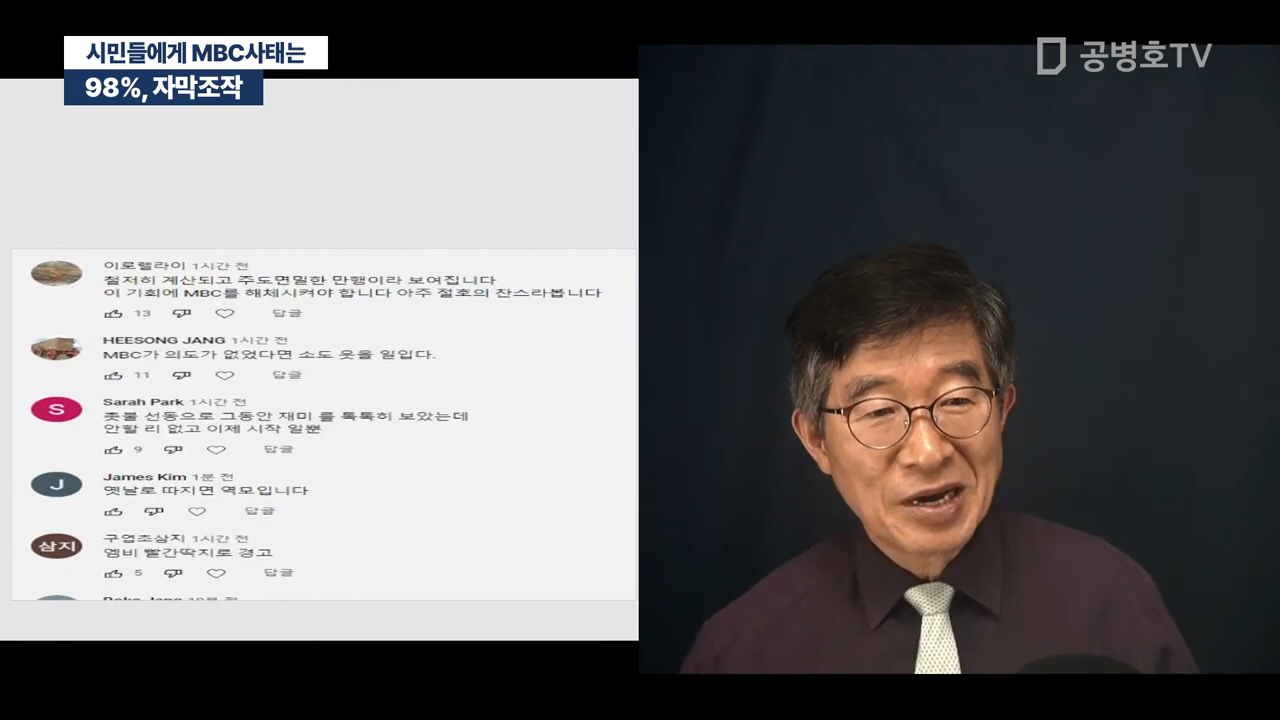 시민들에게 MBC사태는
98%, 자막조작
공병호TV
이로렐라이 1시간 전
철저히 계산되고 주도면밀한 만행이라 보여집니다
이 기회에 MBC를 해체시켜야 합니다 아주 절호의 찬스라봅니다
13 답글
HEESONG JANG 1시간 전
MBC가 의도가 없었다면 소도 웃을 일입다.
11 답글
S
Sarah Park 1시간 전
촛불 선동으로 그동안 재미 를 톡톡히 보았는데
안할 리 없고 이제 시작 일뿐
9 답글
J
James Kim 1분 전
옛날로 따지면 역모입니다
답글
삼지
구엽초삼지 1시간 전
엠비 빨간딱지로 경고
5 답글